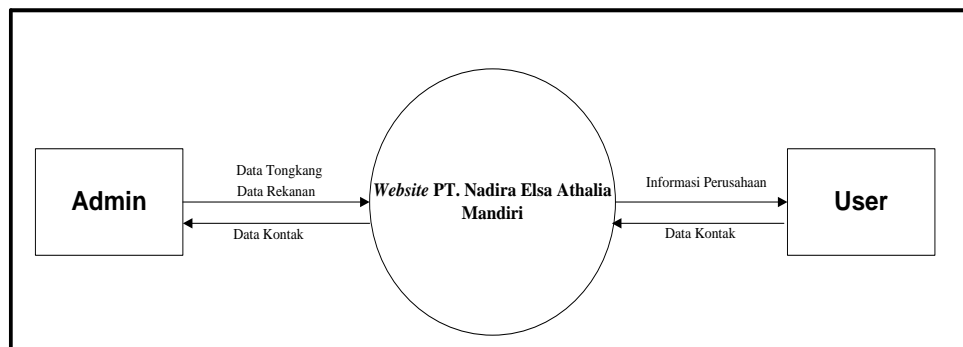 Admin
Data Tongkang
Data Rekanan
Data Kontak
Website PT. Nadira Elsa Athalia
Mandiri
Informasi Perusahaan
Data Kontak
User